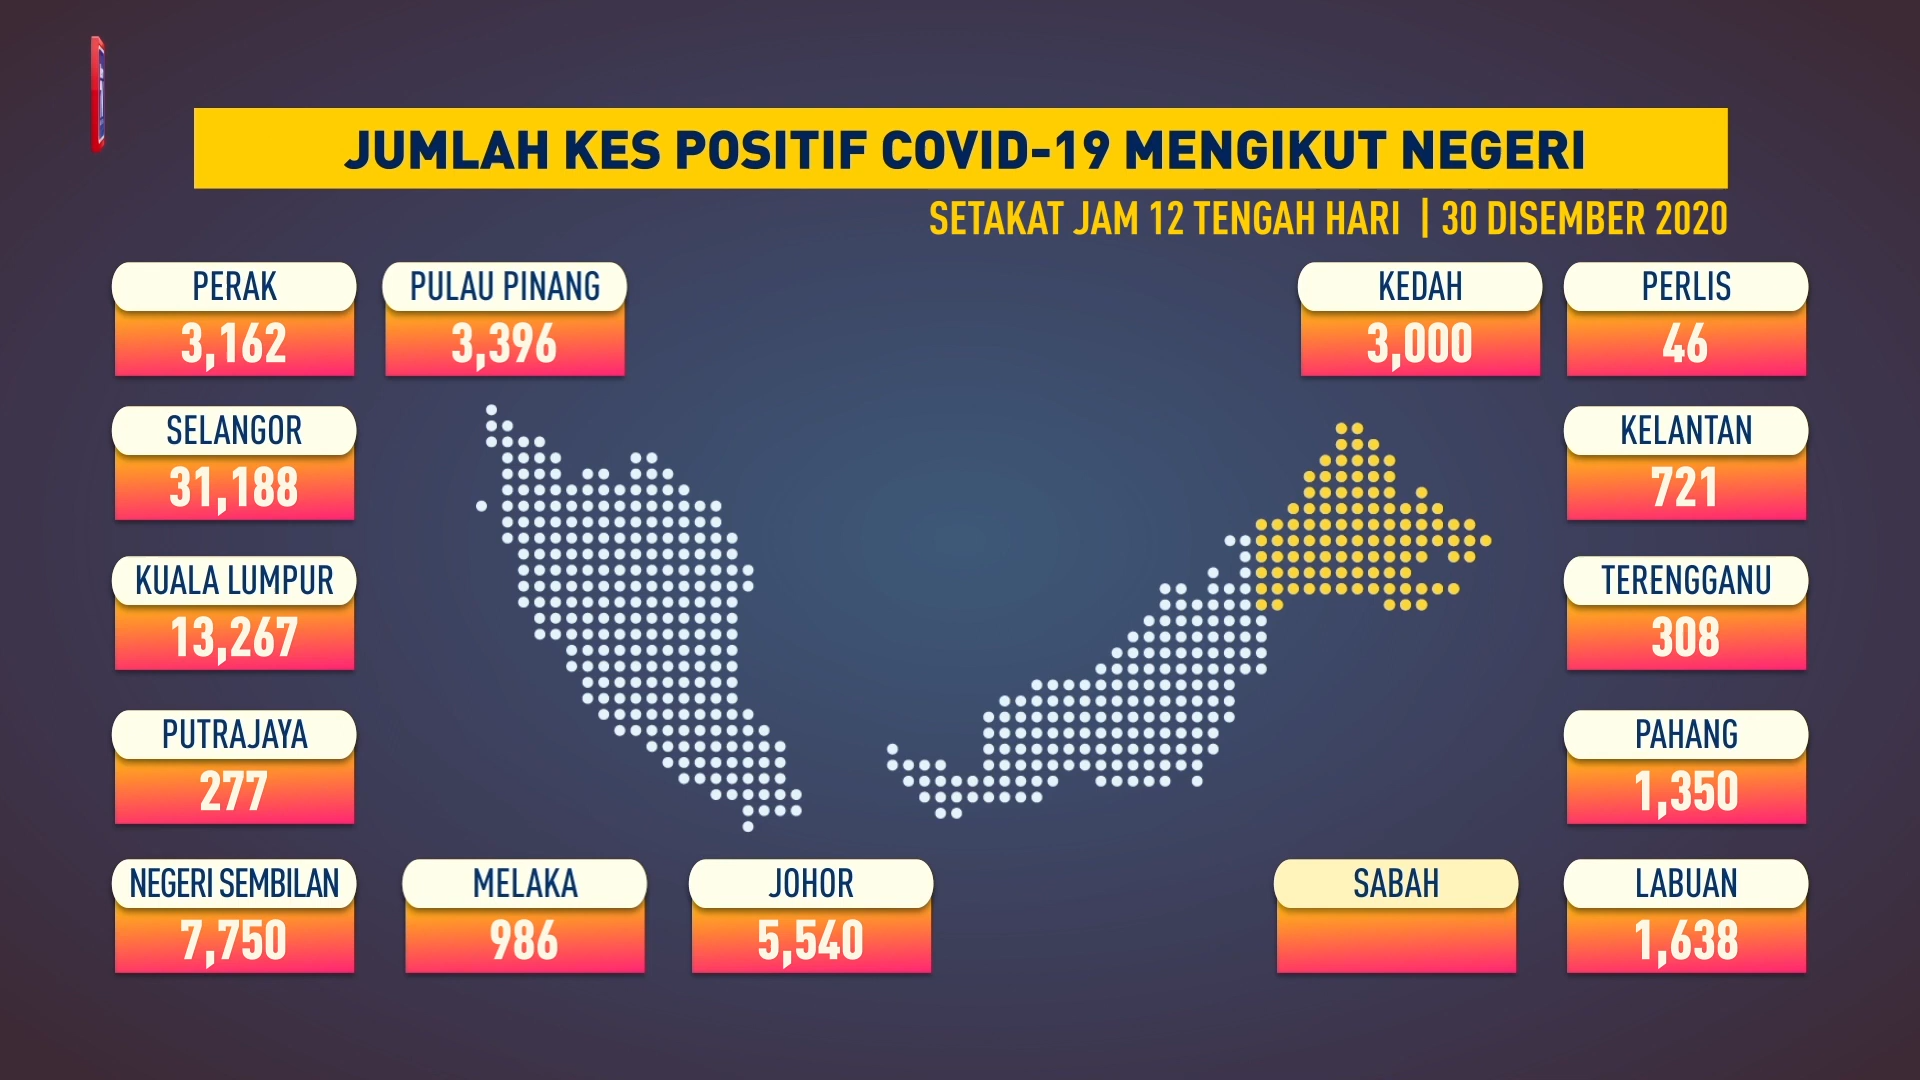 JUMLAH KES POSITIF COVID-19 MENGIKUT NEGERI
SETAKAT JAM 12 TENGAH HARI | 30 DISEMBER 2020
PERAK
3,162
PULAU PINANG
3,396
KEDAH
3,000
PERLIS
46
SELANGOR
31,188
KELANTAN
721
KUALA LUMPUR
13,267
TERENGGANU
308
PUTRAJAYA
277
PAHANG
1,350
NEGERI SEMBILAN
7,750
MELAKA
986
JOHOR
5,540
SABAH
LABUAN
1,638